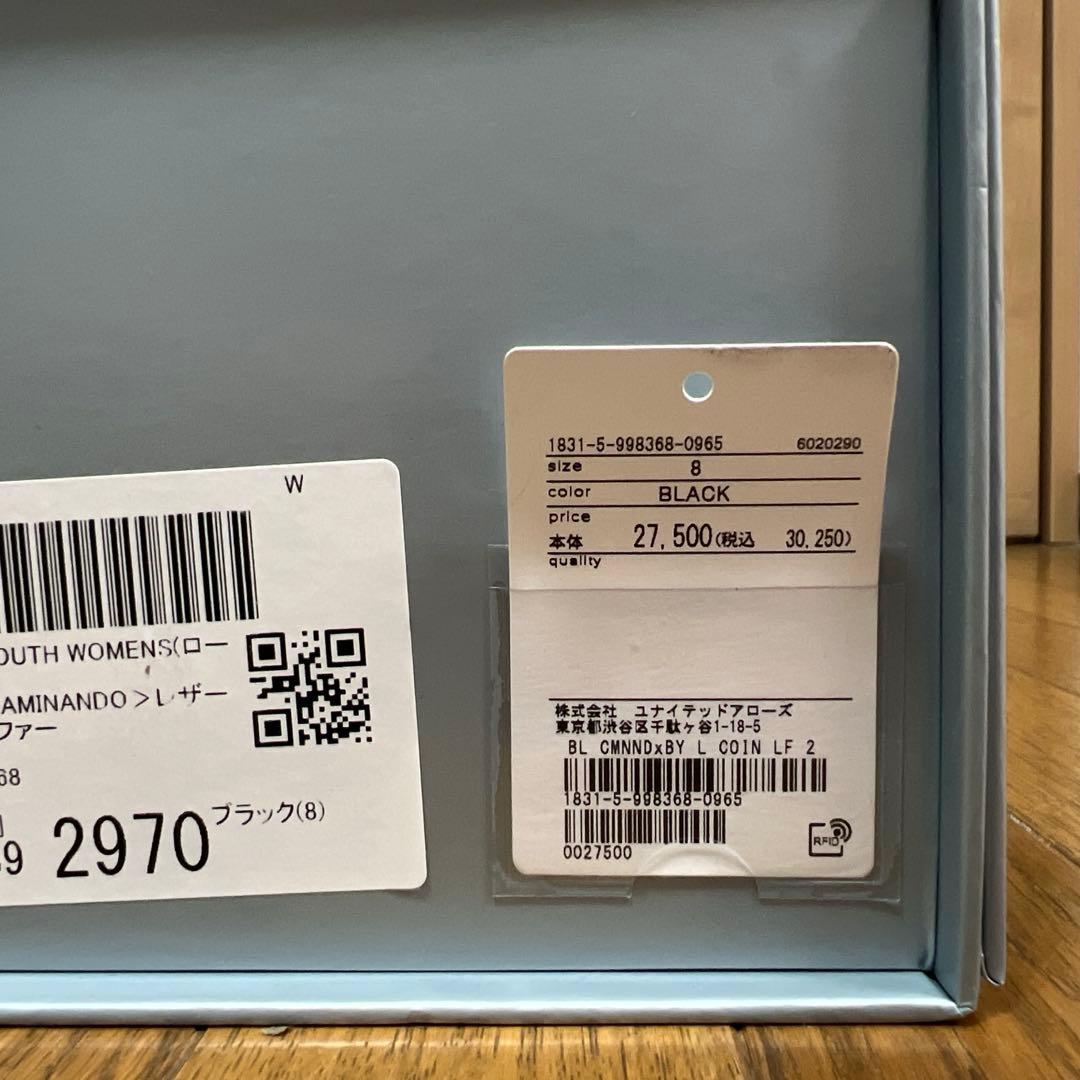 W
OUTH WOMENS(ロー
AMINANDO＞レザー
ファー
68
9 2970 ブラック(8)
1831-5-998368-0965 6020290
size 8
color BLACK
price
本体 27,500(税込 30,250)
quality
株式会社 ユナイテッドアローズ
東京都渋谷区千駄ヶ谷1-18-5
BL CMNNDxBY L COIN LF 2
1831-5-998368-0965
0027500
RFID